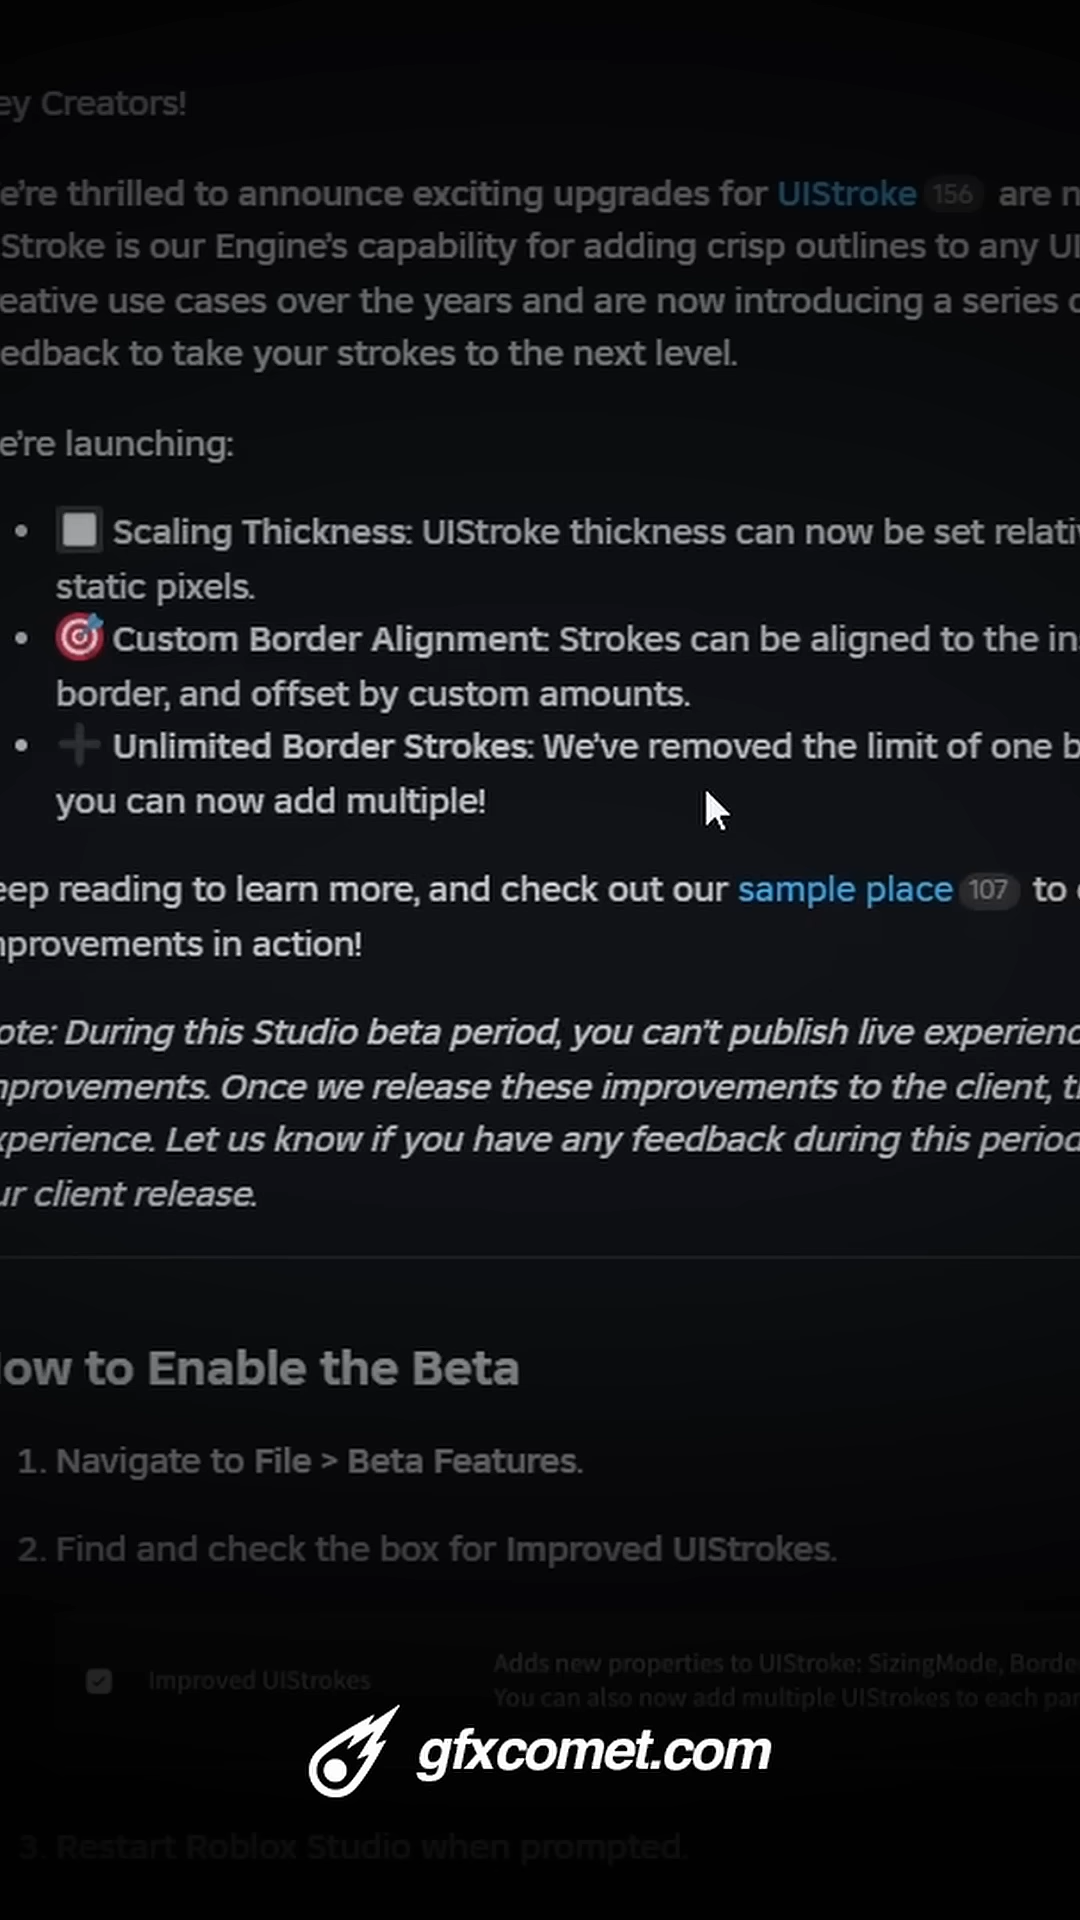 ey Creators!
e're thrilled to announce exciting upgrades for UIStroke 156 are n
Stroke is our Engine's capability for adding crisp outlines to any UI
eative use cases over the years and are now introducing a series o
edback to take your strokes to the next level.
e're launching:
• Scaling Thickness: UIStroke thickness can now be set relativ
static pixels.
• Custom Border Alignment: Strokes can be aligned to the in
border, and offset by custom amounts.
• Unlimited Border Strokes: We've removed the limit of one b
you can now add multiple!
eep reading to learn more, and check out our sample place 107 to
nprovements in action!
ote: During this Studio beta period, you can't publish live experienc
nprovements. Once we release these improvements to the client, t
xperience. Let us know if you have any feedback during this period
ur client release.
ow to Enable the Beta
1. Navigate to File > Beta Features.
2. Find and check the box for Improved UIStrokes.
Improved UIStrokes
Adds new properties to UIStroke: SizingMode, Borde
You can also now add multiple UIStrokes to each par
gfxcomet.com
3. Restart Roblox Studio when prompted.